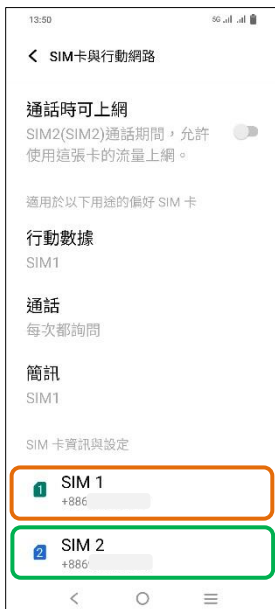 13:50
5G
SIM卡與行動網路
通話時可上網
SIM2(SIM2)通話期間，允許
使用這張卡的流量上網。
適用於以下用途的偏好 SIM 卡
行動數據
SIM1
通話
每次都詢問
簡訊
SIM1
SIM 卡資訊與設定
1
SIM 1
+886
2
SIM 2
+886